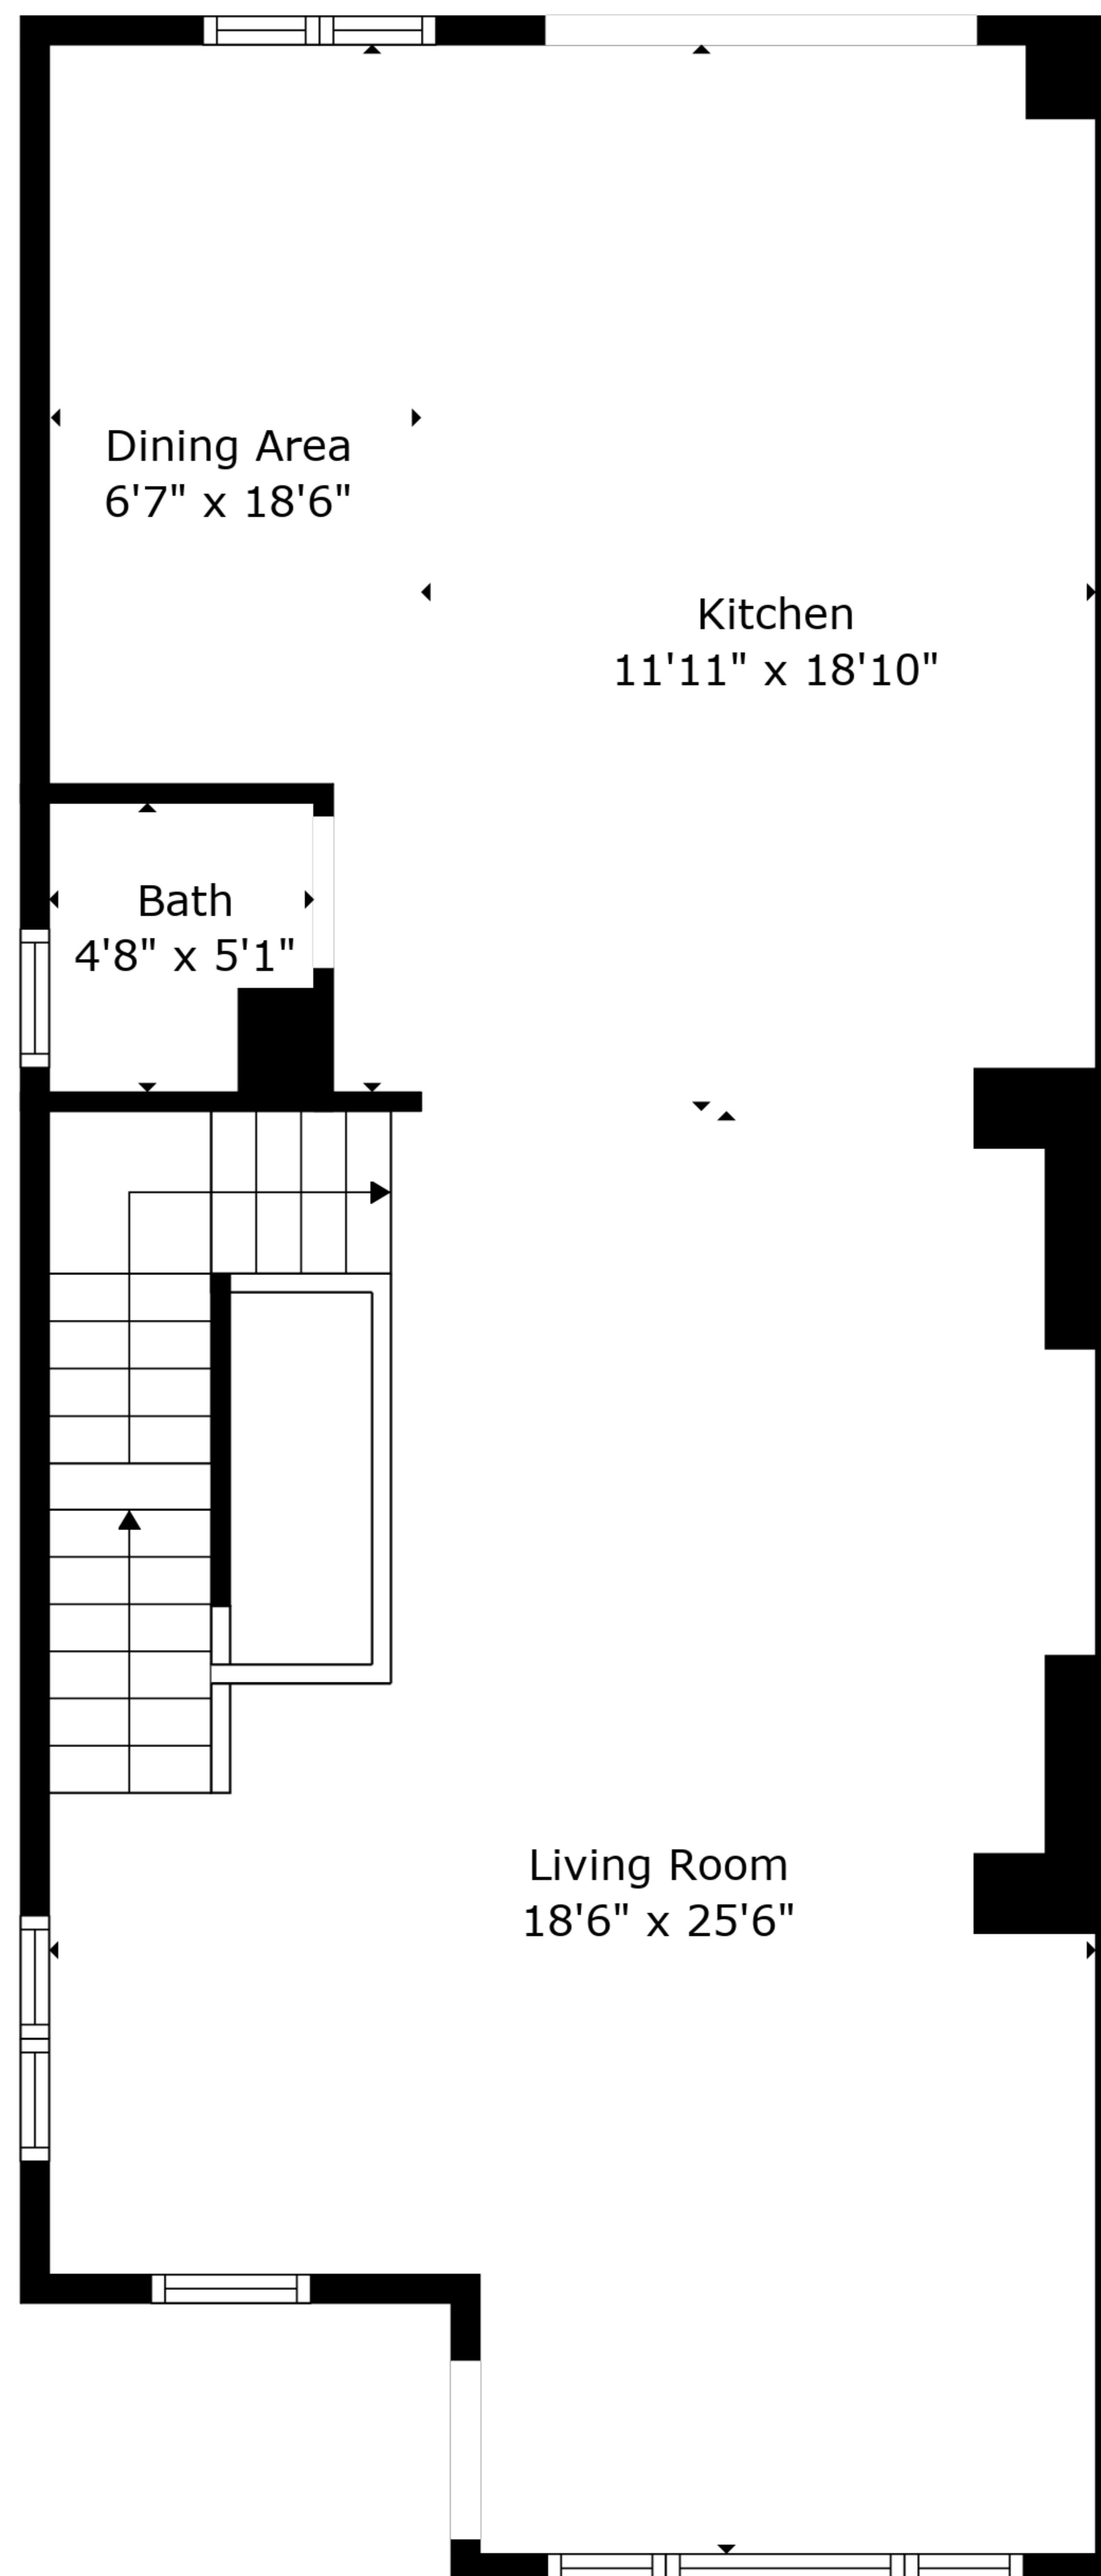 Dining Area
6'7" x 18'6"
Kitchen
11'11" x 18'10"
Bath
4'8" x 5'1"
Living Room
18'6" x 25'6"